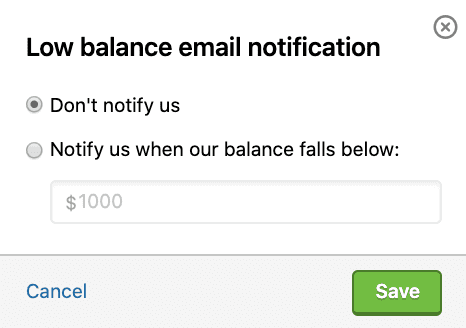 Low balance email notification
Don't notify us
Notify us when our balance falls below:
$1000
Cancel
Save